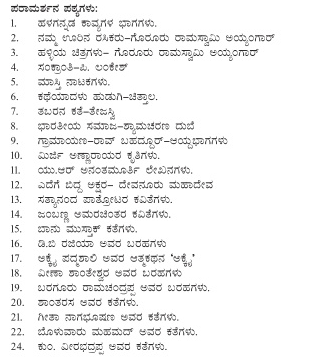 ಪರಾಮರ್ಶನ ಪಠ್ಯಗಳು:
1. ಹಳಗನ್ನಡ ಕಾವ್ಯಗಳ ಭಾಗಗಳು.
2. ನಮ್ಮ ಊರಿನ ರಸಿಕರು–ಗೊರೂರು ರಾಮಸ್ವಾಮಿ ಅಯ್ಯಂಗಾರ್
3. ಹಳ್ಳಿಯ ಚಿತ್ರಗಳು– ಗೊರೂರು ರಾಮಸ್ವಾಮಿ ಅಯ್ಯಂಗಾರ್
4. ಸಂಕ್ರಾಂತಿ–ಪಿ. ಲಂಕೇಶ್
5. ಮಾಸ್ತಿ ನಾಟಕಗಳು.
6. ಕಥೆಯಾದಳು ಹುಡುಗಿ–ಚಿತ್ತಾಲ.
7. ತಬರನ ಕತೆ–ತೇಜಸ್ವಿ
8. ಭಾರತೀಯ ಸಮಾಜ–ಶ್ಯಾಮಚರಣ ದುಬೆ
9. ಗ್ರಾಮಾಯಣ–ರಾವ್ ಬಹದ್ದೂರ್–ಆಯ್ದಭಾಗಗಳು
10. ಮಿರ್ಜಿ ಅಣ್ಣಾರಾಯರ ಕೃತಿಗಳು.
11. ಯು.ಆರ್ ಅನಂತಮೂರ್ತಿ ಲೇಖನಗಳು.
12. ಎದೆಗೆ ಬಿದ್ದ ಅಕ್ಷರ– ದೇವನೂರು ಮಹಾದೇವ
13. ಸತ್ಯಾನಂದ ಪಾತ್ರೋಟರ ಕವಿತೆಗಳು.
14. ಜಂಬಣ್ಣ ಅಮರಚಿಂತರ ಕವಿತೆಗಳು.
15. ಬಾನು ಮುಸ್ತಾಕ್ ಕತೆಗಳು.
16. ಡಿ.ಬಿ ರಜಿಯಾ ಅವರ ಬರಹಗಳು
17. ಅಕ್ಕೈ ಪದ್ಮಶಾಲಿ ಅವರ ಆತ್ಮಕಥನ 'ಅಕ್ಕೈ'
18. ವೀಣಾ ಶಾಂತೇಶ್ವರ ಅವರ ಬರಹಗಳು
19. ಬರಗೂರು ರಾಮಚಂದ್ರಪ್ಪ ಅವರ ಬರಹಗಳು.
20. ಶಾಂತರಸ ಅವರ ಕತೆಗಳು.
21. ಗೀತಾ ನಾಗಭೂಷಣ ಅವರ ಕತೆಗಳು.
22. ಬೊಳುವಾರು ಮಹಮದ್ ಅವರ ಕತೆಗಳು.
24. ಕುಂ. ವೀರಭದ್ರಪ್ಪ ಅವರ ಕತೆಗಳು.